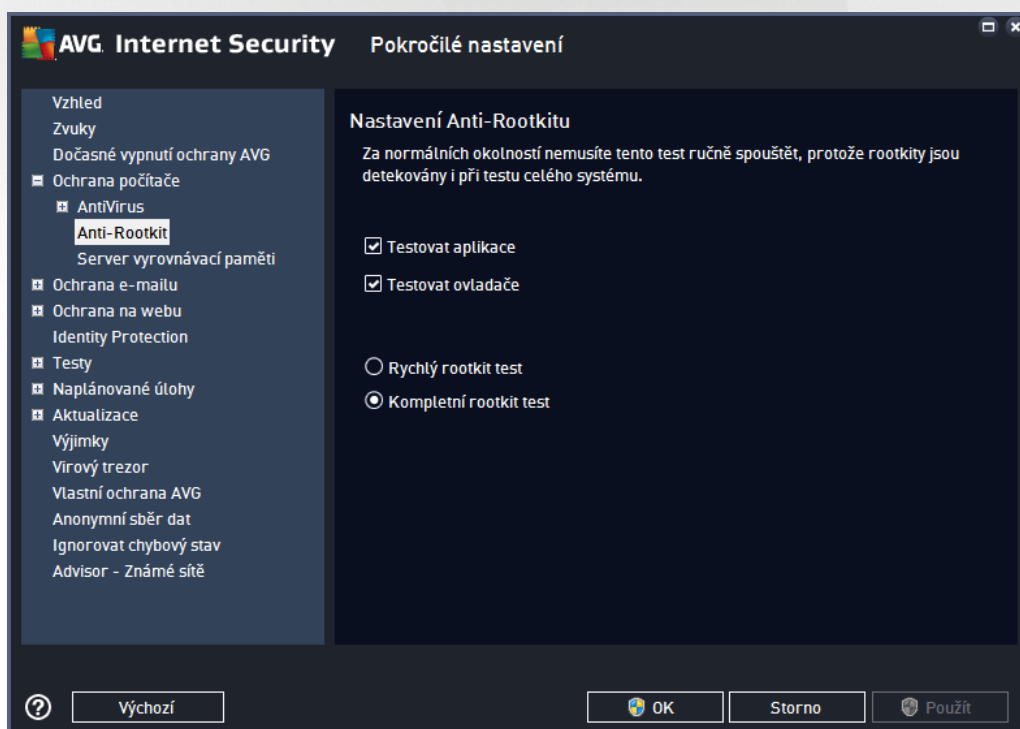 AVG. Internet Security Pokročilé nastavení
Vzhled
Zvuky
Dočasné vypnutí ochrany AVG
Ochrana počítače
AntiVirus
Anti-Rootkit
Server vyrovnávací paměti
Ochrana e-mailu
Ochrana na webu
Identity Protection
Testy
Naplánované úlohy
Aktualizace
Výjimky
Virový trezor
Vlastní ochrana AVG
Anonymní sběr dat
Ignorovat chybový stav
Advisor - Známé sítě
Nastavení Anti-Rootkitu
Za normálních okolností nemusíte tento test ručně spouštět, protože rootkity jsou
detekovány i při testu celého systému.
Testovat aplikace
Testovat ovladače
Rychlý rootkit test
Kompletní rootkit test
Výchozí
OK
Storno
Použít